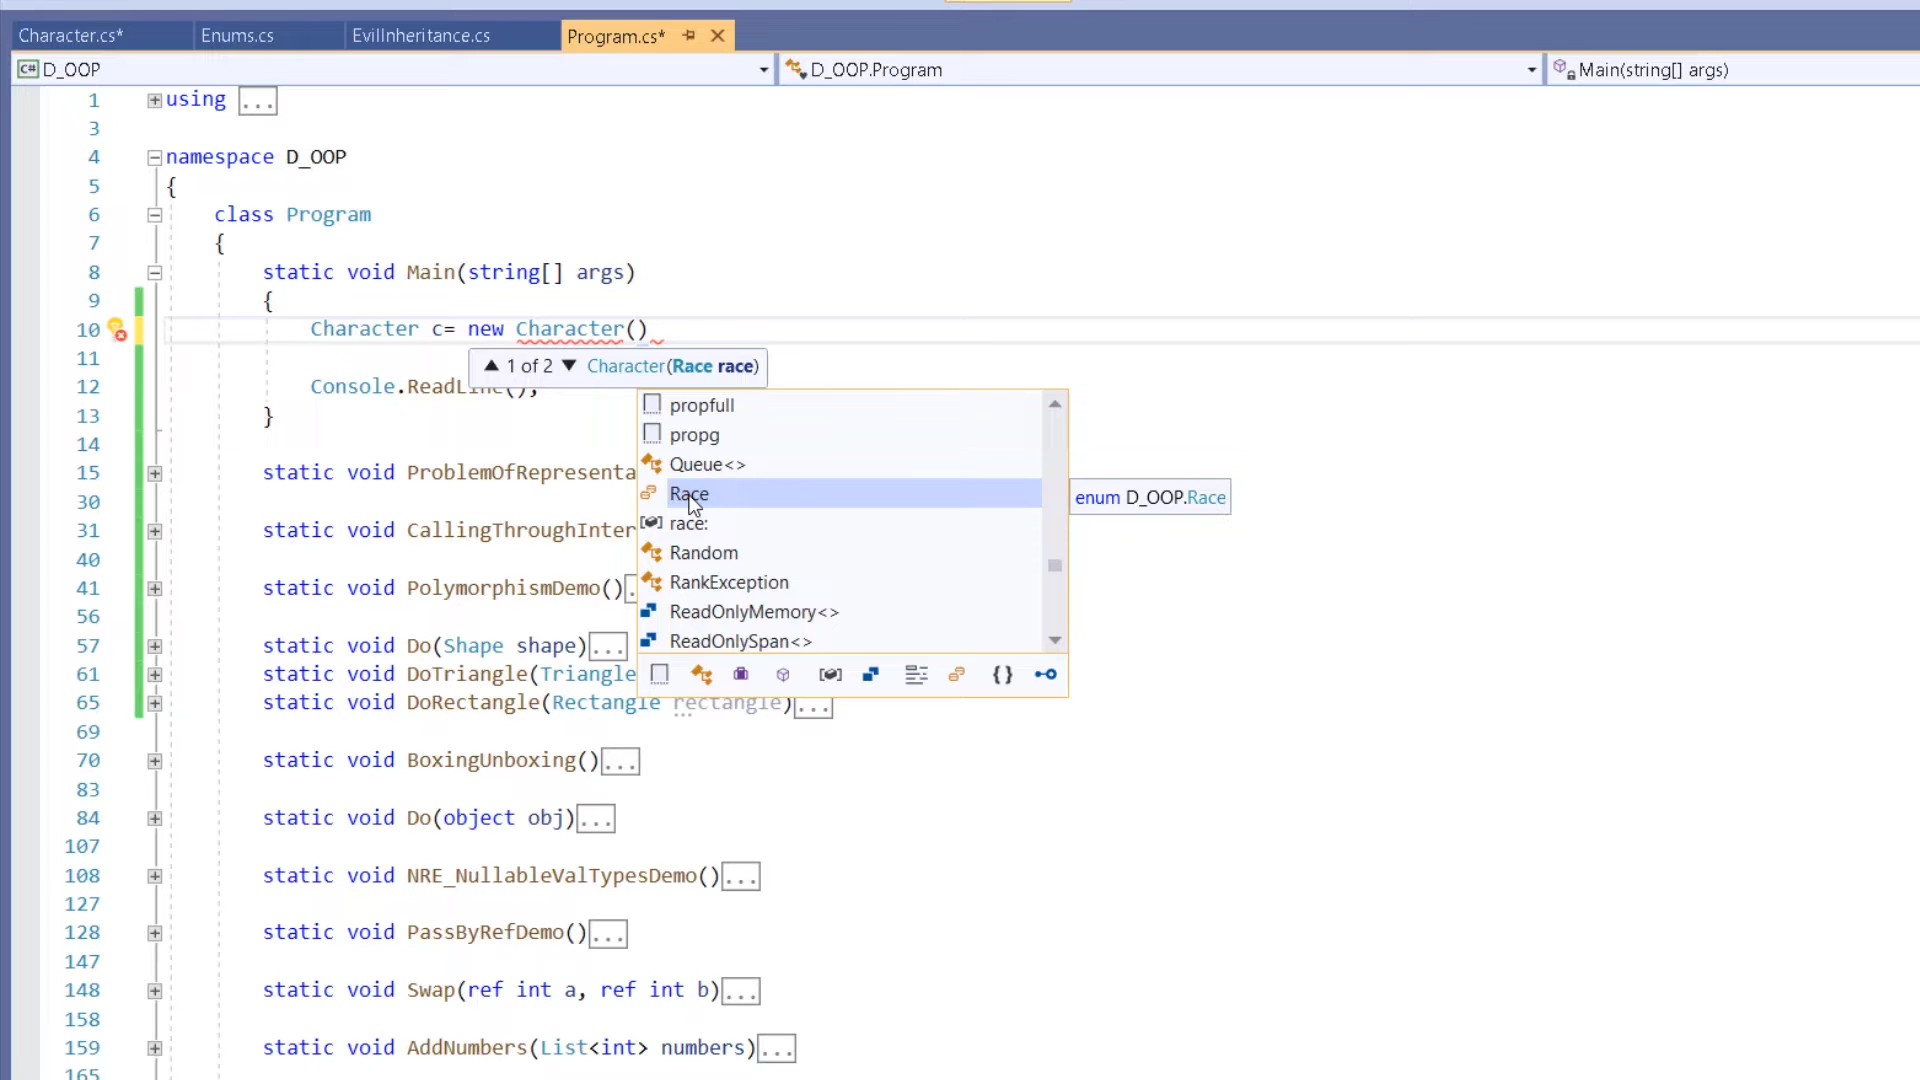 Character.cs*
Enums.cs
EvilInheritance.cs
Program.cs*
C# D_OOP
D_OOP.Program
Main(string[] args)
1 using ...
3
4 namespace D_OOP
5 {
6 class Program
7 {
8 static void Main(string[] args)
9 {
10 Character c= new Character()
11
1 of 2 Character(Race race)
12 Console.ReadLine();
13 }
14
15 static void ProblemOfRepresenta
30
31 static void CallingThroughInter
40
41 static void PolymorphismDemo()
56
57 static void Do(Shape shape)...
61 static void DoTriangle(Triangle
65 static void DoRectangle(Rectangle rectangle)...
69
70 static void BoxingUnboxing()...
83
84 static void Do(object obj)...
107
108 static void NRE_NullableValTypesDemo()...
127
128 static void PassByRefDemo()...
147
148 static void Swap(ref int a, ref int b)...
158
159 static void AddNumbers(List<int> numbers)...
165
propfull
propg
Queue<>
Race
race:
Random
RankException
ReadOnlyMemory<>
ReadOnlySpan<>
{}
enum D_OOP.Race